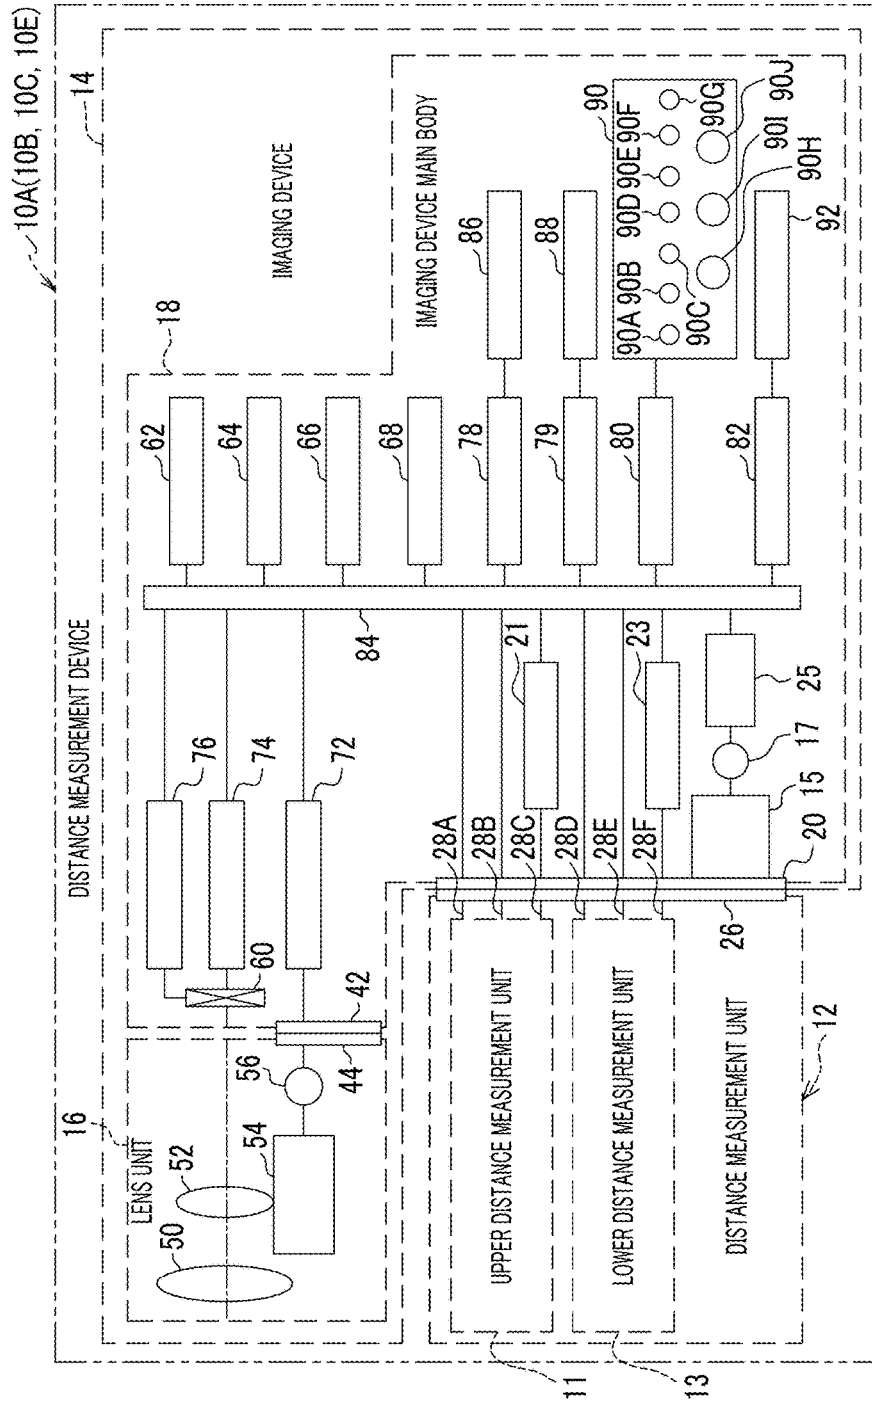 10A(10B, 10C, 10E)
DISTANCE MEASUREMENT DEVICE
14
IMAGING DEVICE
16
LENS UNIT
18
IMAGING DEVICE MAIN BODY
50
52
54
56
44
42
60
76
74
72
84
62
64
66
68
78
79
80
82
86
88
90
90A
90B
90C
90D
90E
90F
90G
90H
90I
90J
92
11
UPPER DISTANCE MEASUREMENT UNIT
13
LOWER DISTANCE MEASUREMENT UNIT
DISTANCE MEASUREMENT UNIT
12
28A
28B
28C
28D
28E
28F
21
23
25
17
15
20
26